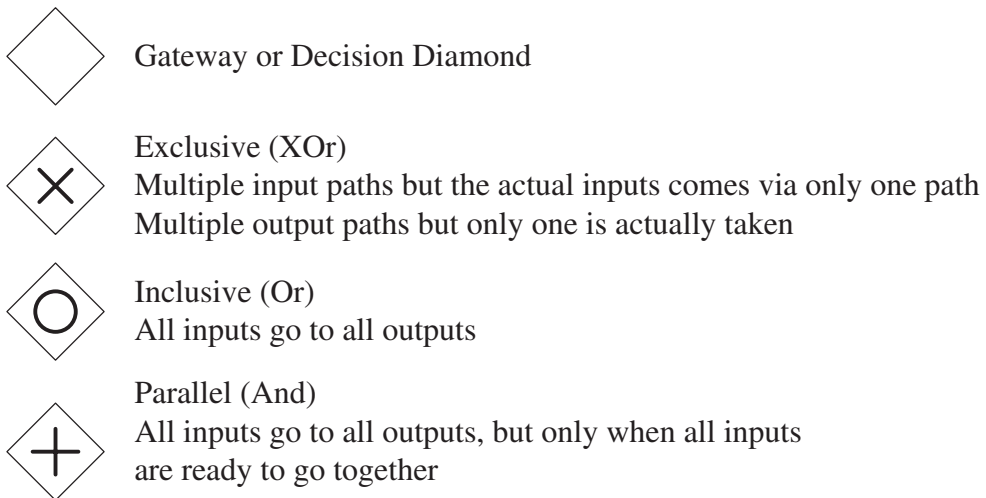 Gateway or Decision Diamond
Exclusive (XOr)
Multiple input paths but the actual inputs comes via only one path
Multiple output paths but only one is actually taken
Inclusive (Or)
All inputs go to all outputs
Parallel (And)
All inputs go to all outputs, but only when all inputs
are ready to go together